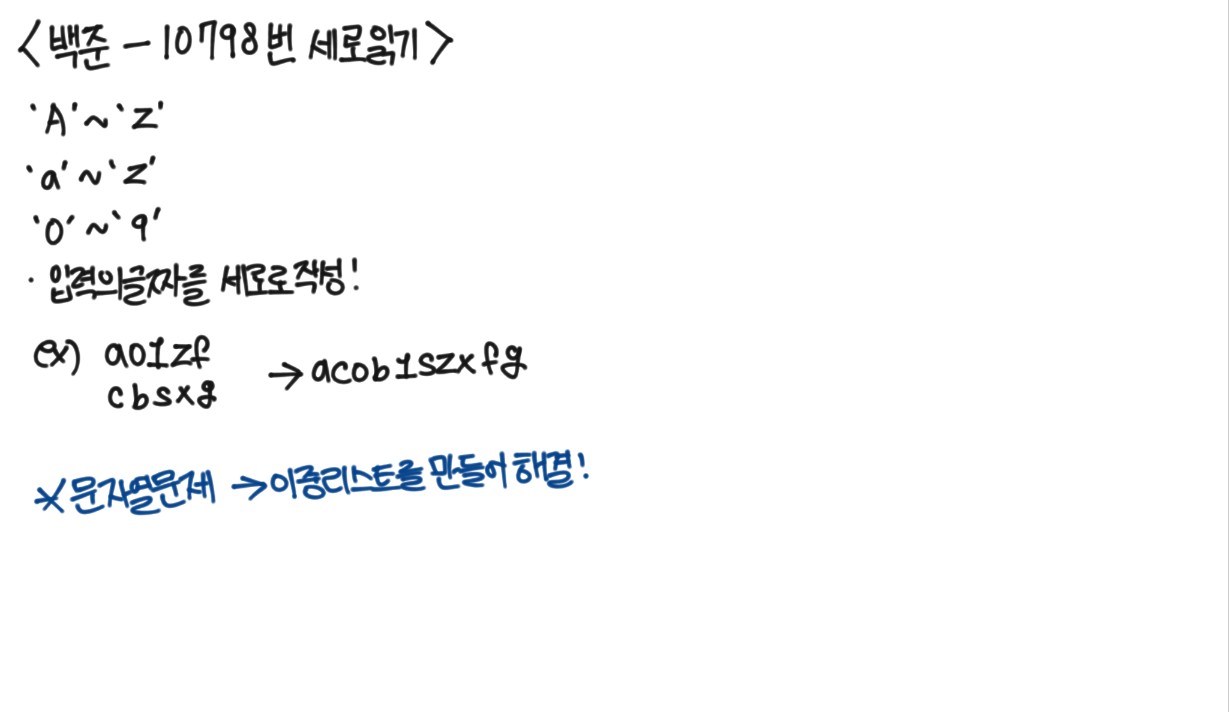 <백준 - 10798번 세로읽기>
'A'~'Z'
'a'~'z'
'0'~'9'
· 입력의글자를 세로로작성!
ex) ao1zf
cbsxg
→ acob1szxfg
※문자열문제 → 이중리스트를 만들어 해결!